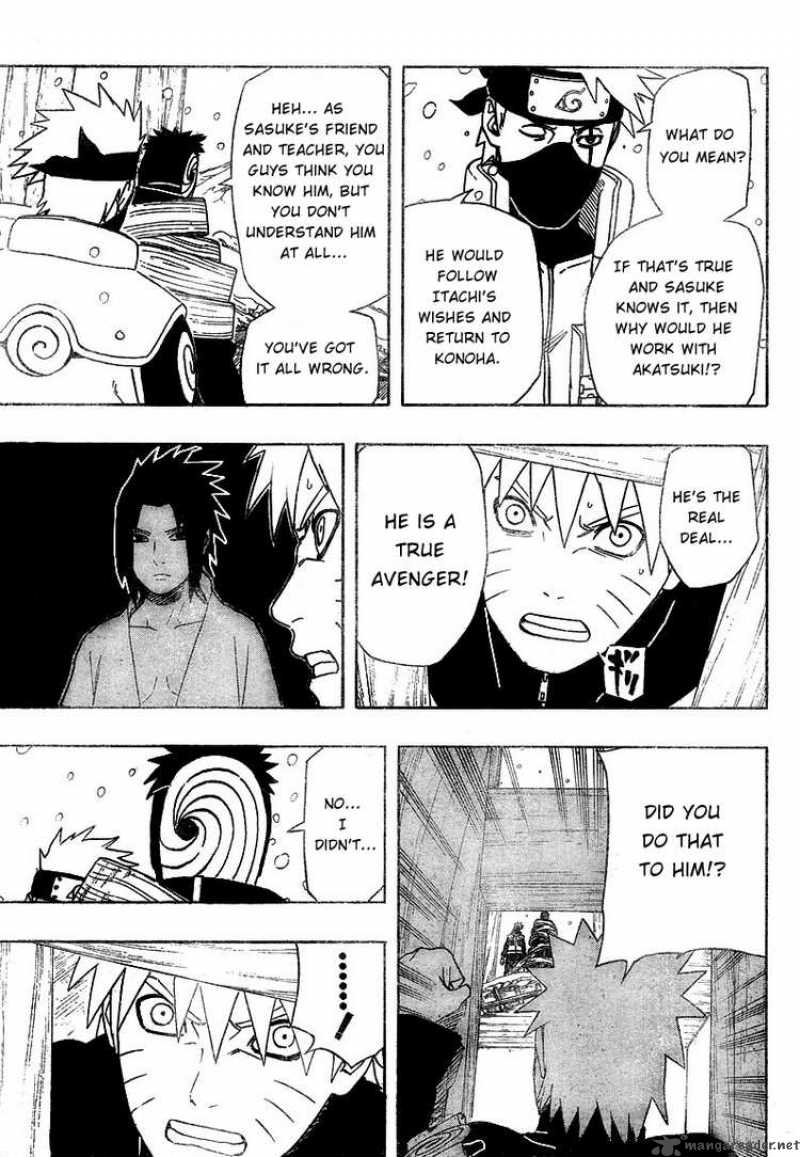 WHAT DO
YOU MEAN?
IF THAT'S TRUE
AND SASUKE
KNOWS IT, THEN
WHY WOULD HE
WORK WITH
AKATSUKI!?
HE WOULD
FOLLOW
ITACHI'S
WISHES AND
RETURN TO
KONOHA.
HEH... AS
SASUKE'S FRIEND
AND TEACHER, YOU
GUYS THINK YOU
KNOW HIM, BUT
YOU DON'T
UNDERSTAND HIM
AT ALL...
YOU'VE GOT
IT ALL WRONG.
HE'S THE
REAL
DEAL...
HE IS A
TRUE
AVENGER!
ギリ
DID YOU
DO THAT
TO HIM!?
NO...
I
DIDN'T...
......!
mangareader.net